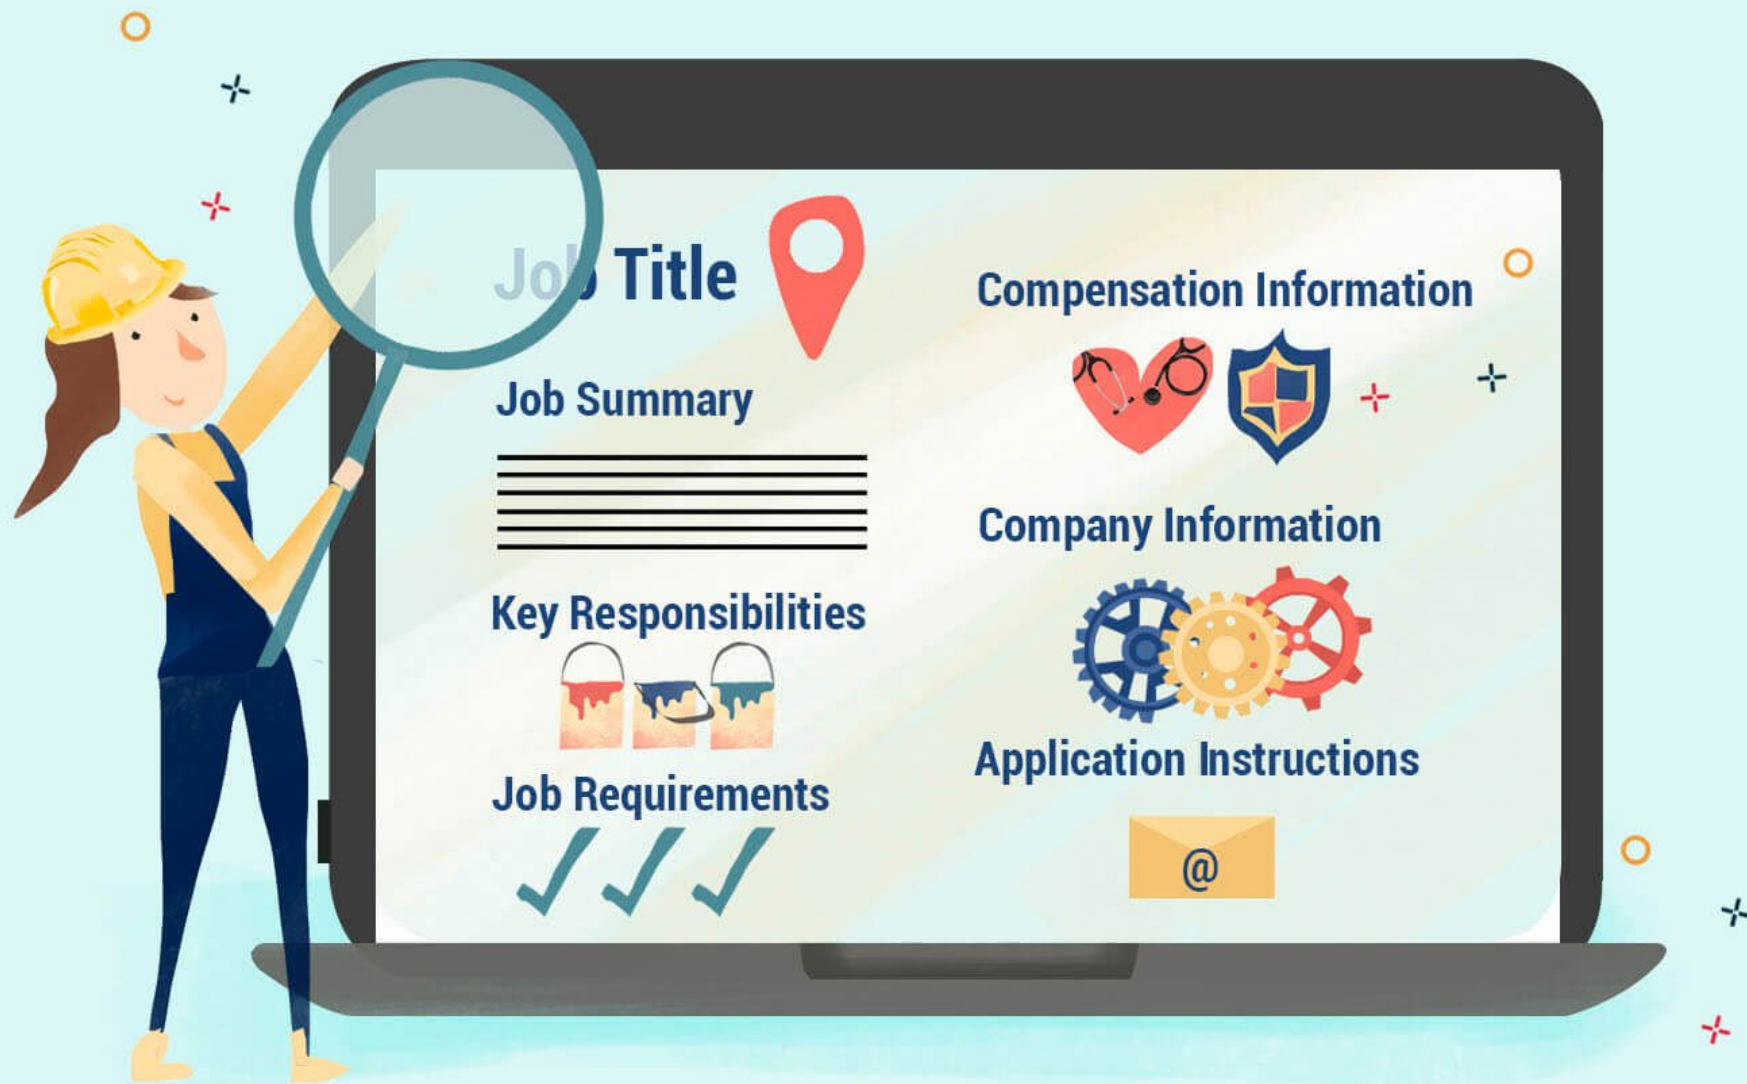 Job Title
Job Summary
Key Responsibilities
Job Requirements
Compensation Information
Company Information
Application Instructions
@